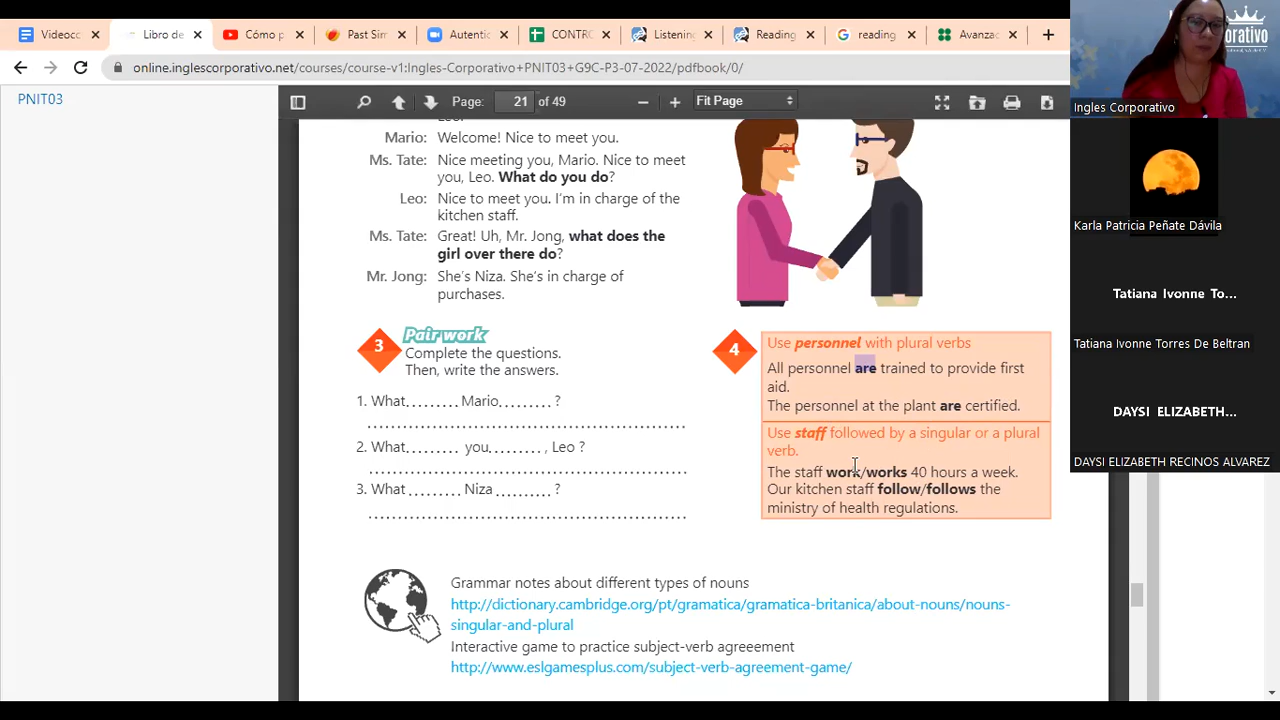 Videocc
Libro de
Cómo p
Past Sim
Autentic
CONTRC
Listening
Reading
reading
Avanzac
online.inglescorporativo.net/courses/course-v1:Ingles-Corporativo+PNIT03+G9C-P3-07-2022/pdfbook/0/
PNIT03
Page: 21 of 49
Fit Page
Leo.
Mario: Welcome! Nice to meet you.
Ms. Tate: Nice meeting you, Mario. Nice to meet
you, Leo. What do you do?
Leo: Nice to meet you. I'm in charge of the
kitchen staff.
Ms. Tate: Great! Uh, Mr. Jong, what does the
girl over there do?
Mr. Jong: She's Niza. She's in charge of
purchases.
3 Pair work
Complete the questions.
Then, write the answers.
1. What......... Mario......... ?
2. What......... you......... , Leo ?
3. What ......... Niza ......... ?
4
Use personnel with plural verbs
All personnel are trained to provide first
aid.
The personnel at the plant are certified.
Use staff followed by a singular or a plural
verb.
The staff work/works 40 hours a week.
Our kitchen staff follow/follows the
ministry of health regulations.
Grammar notes about different types of nouns
http://dictionary.cambridge.org/pt/gramatica/gramatica-britanica/about-nouns/nouns-
singular-and-plural
Interactive game to practice subject-verb agreeement
http://www.eslgamesplus.com/subject-verb-agreement-game/
orporativo
Ingles Corporativo
Karla Patricia Peñate Dávila
Tatiana Ivonne To...
Tatiana Ivonne Torres De Beltran
DAYSI ELIZABETH...
DAYSI ELIZABETH RECINOS ALVAREZ